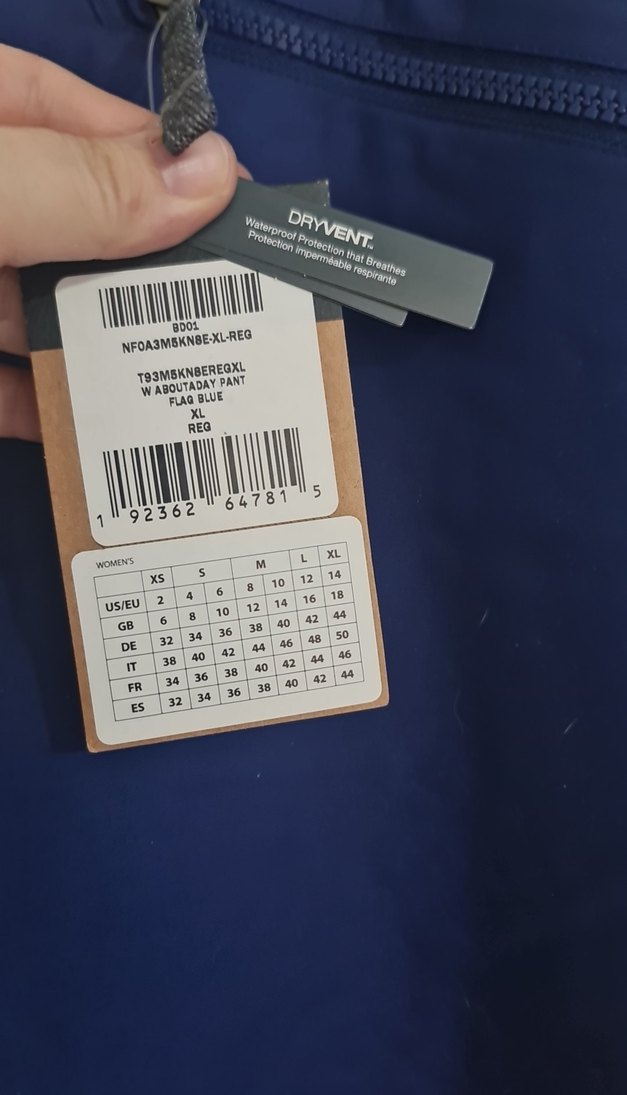 DRYVENT™
Waterproof Protection that Breathes
Protection imperméable respirante
BD01
NF0A3M5KN8E-XL-REG
T93M5KN8EREGXL
W ABOUTADAY PANT
FLAG BLUE
XL
REG
1 92362 64781 5
WOMEN'S
XS S M L XL
US/EU 2 4 6 8 10 12 14
GB 6 8 10 12 14 16 18
DE 32 34 36 38 40 42 44
IT 38 40 42 44 46 48 50
FR 34 36 38 40 42 44 46
ES 32 34 36 38 40 42 44